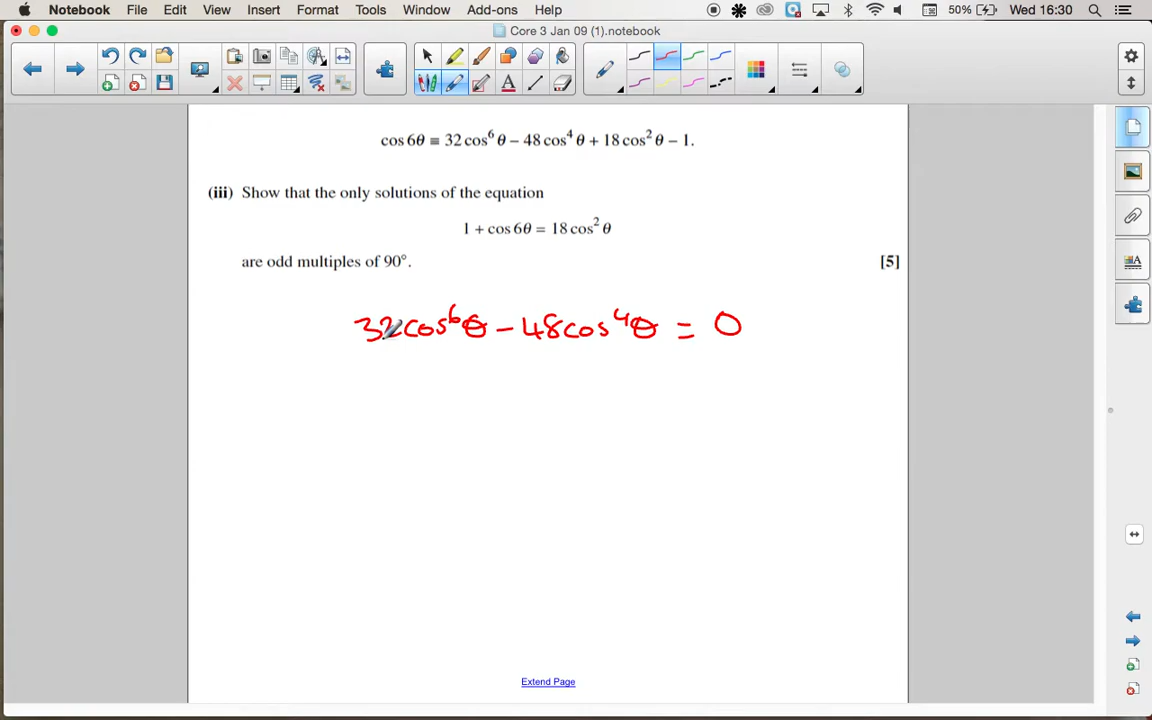 Notebook File Edit View Insert Format Tools Window Add-ons Help 50% Wed 16:30
Core 3 Jan 09 (1).notebook
cos 6θ ≡ 32 cos⁶ θ − 48 cos⁴ θ + 18 cos² θ − 1.
(iii) Show that the only solutions of the equation
1 + cos 6θ = 18 cos² θ
are odd multiples of 90°. [5]
32cos⁶θ − 48cos⁴θ = 0
Extend Page